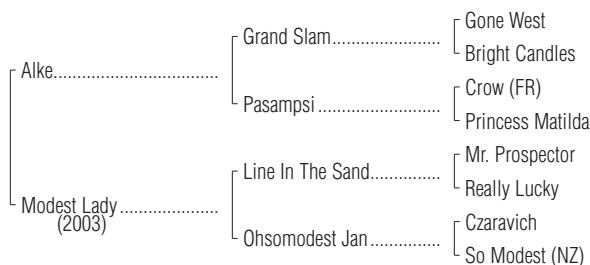 Gone West
Grand Slam........................
Bright Candles
Alke....................................
Crow (FR)
Pasampsi...........................
Princess Matilda
Mr. Prospector
Line In The Sand...............
Really Lucky
Modest Lady.....................
(2003)
Czaravich
Ohsomodest Jan...............
So Modest (NZ)